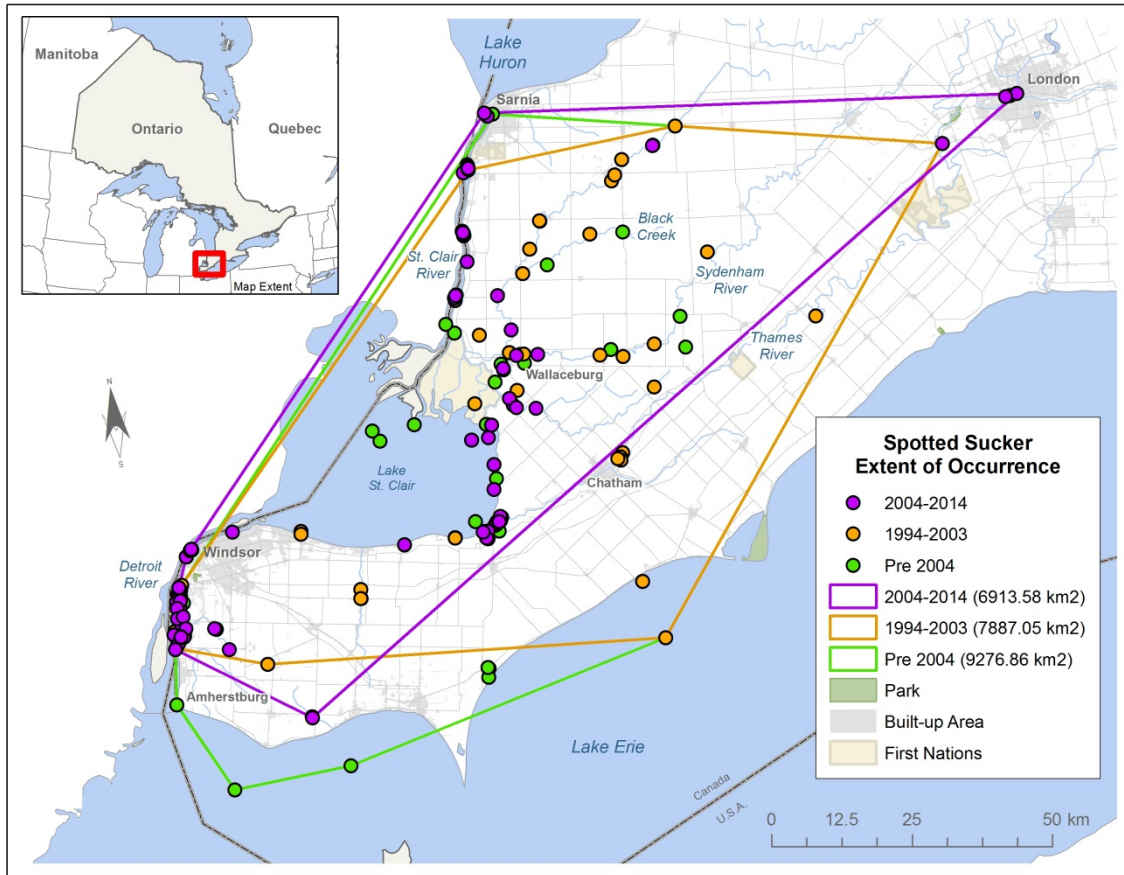 Manitoba
Ontario
Quebec
Map Extent
Lake
Huron
Sarnia
London
Black
Creek
St. Clair
River
Sydenham
River
Thames
River
Wallaceburg
N
S
Lake
St. Clair
Chatham
Windsor
Detroit
River
Amherstburg
Lake Erie
Canada
U.S.A.
Spotted Sucker
Extent of Occurrence
2004-2014
1994-2003
Pre 2004
2004-2014 (6913.58 km2)
1994-2003 (7887.05 km2)
Pre 2004 (9276.86 km2)
Park
Built-up Area
First Nations
0 12.5 25 50 km